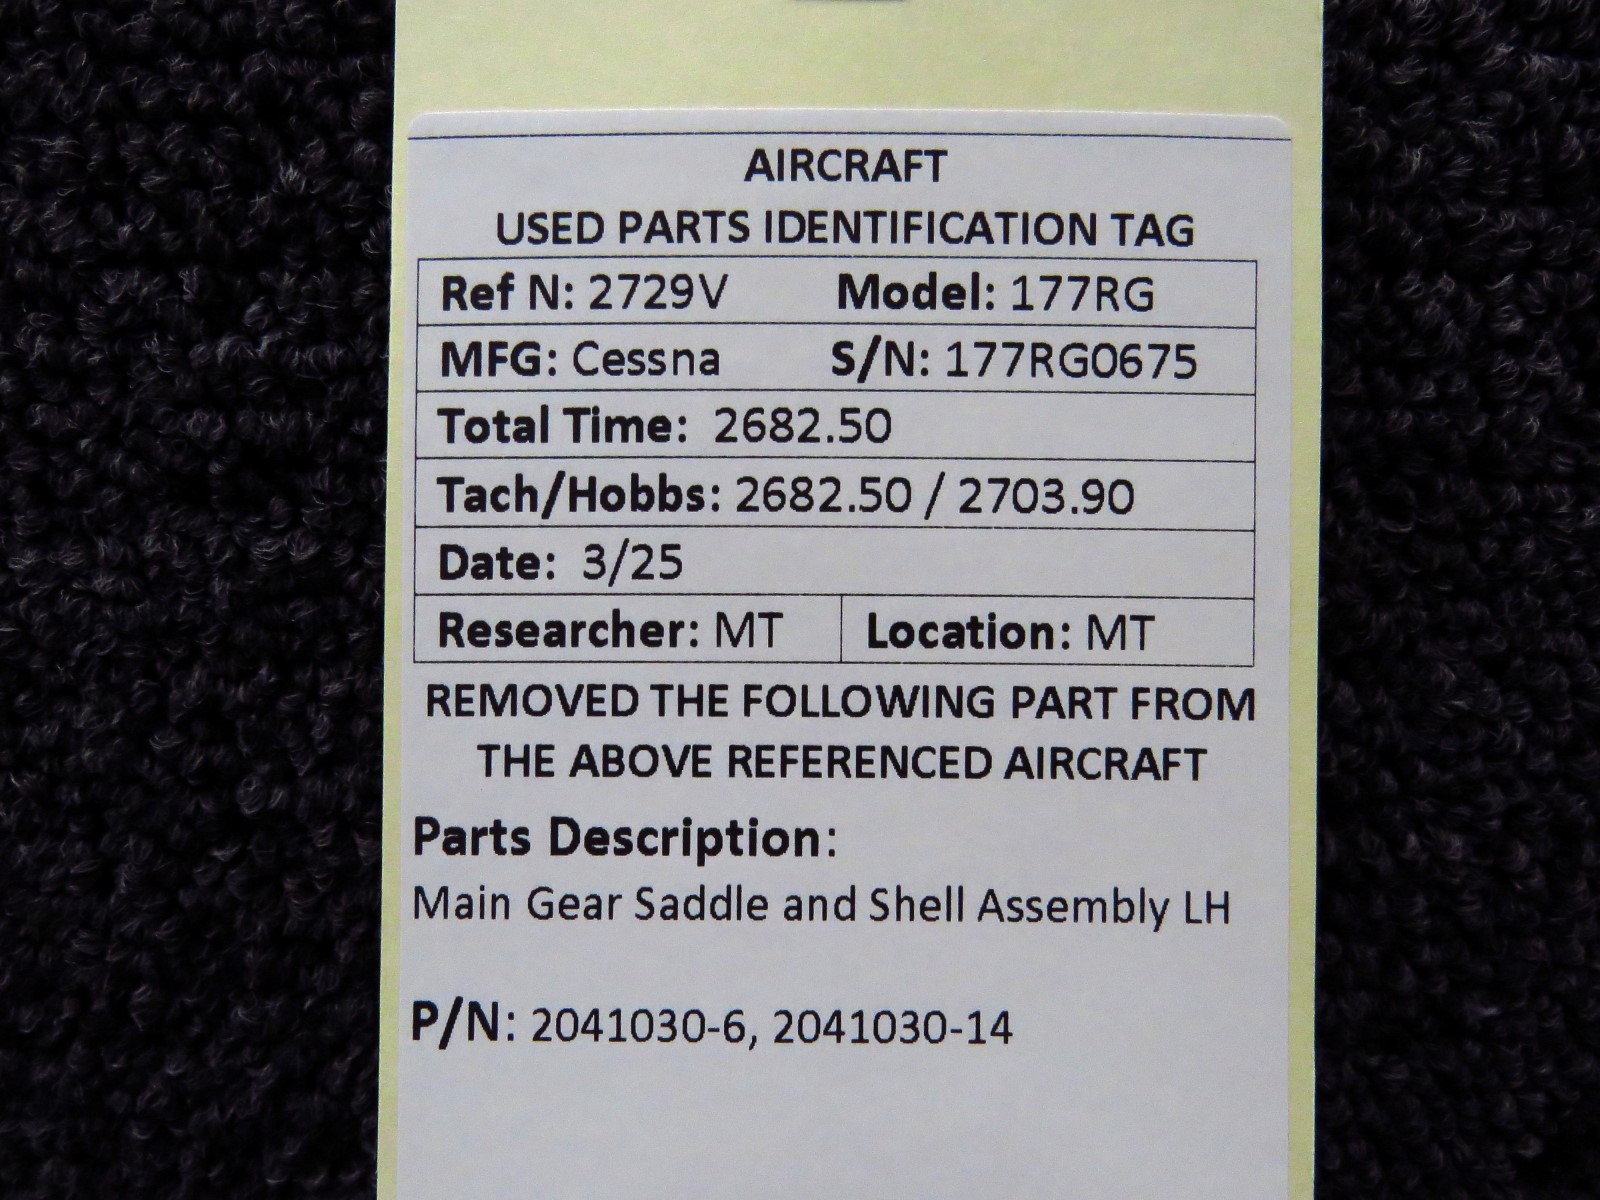 AIRCRAFT
USED PARTS IDENTIFICATION TAG
Ref N: 2729V Model: 177RG
MFG: Cessna S/N: 177RG0675
Total Time: 2682.50
Tach/Hobbs: 2682.50 / 2703.90
Date: 3/25
Researcher: MT Location: MT
REMOVED THE FOLLOWING PART FROM
THE ABOVE REFERENCED AIRCRAFT
Parts Description:
Main Gear Saddle and Shell Assembly LH
P/N: 2041030-6, 2041030-14